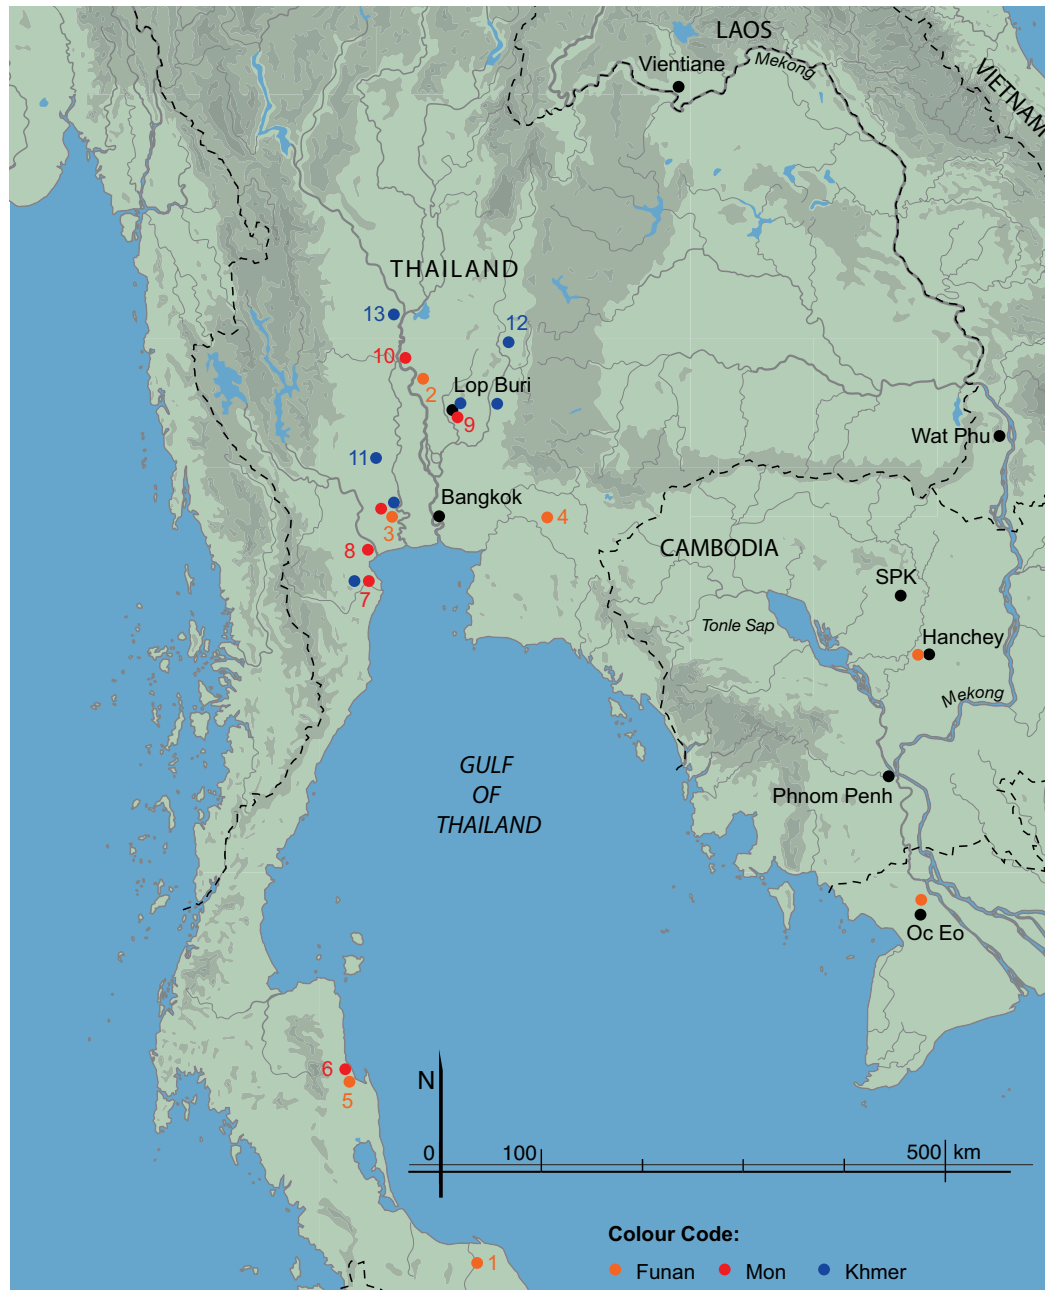 LAOS
Vientiane
Mekong
VIETNAM
THAILAND
13
12
10
2
Lop Buri
9
Wat Phu
11
Bangkok
3
4
8
CAMBODIA
7
SPK
Tonle Sap
Hanchey
Mekong
GULF
OF
THAILAND
Phnom Penh
Oc Eo
6
5
N
0 100 500 km
1
Colour Code:
Funan Mon Khmer